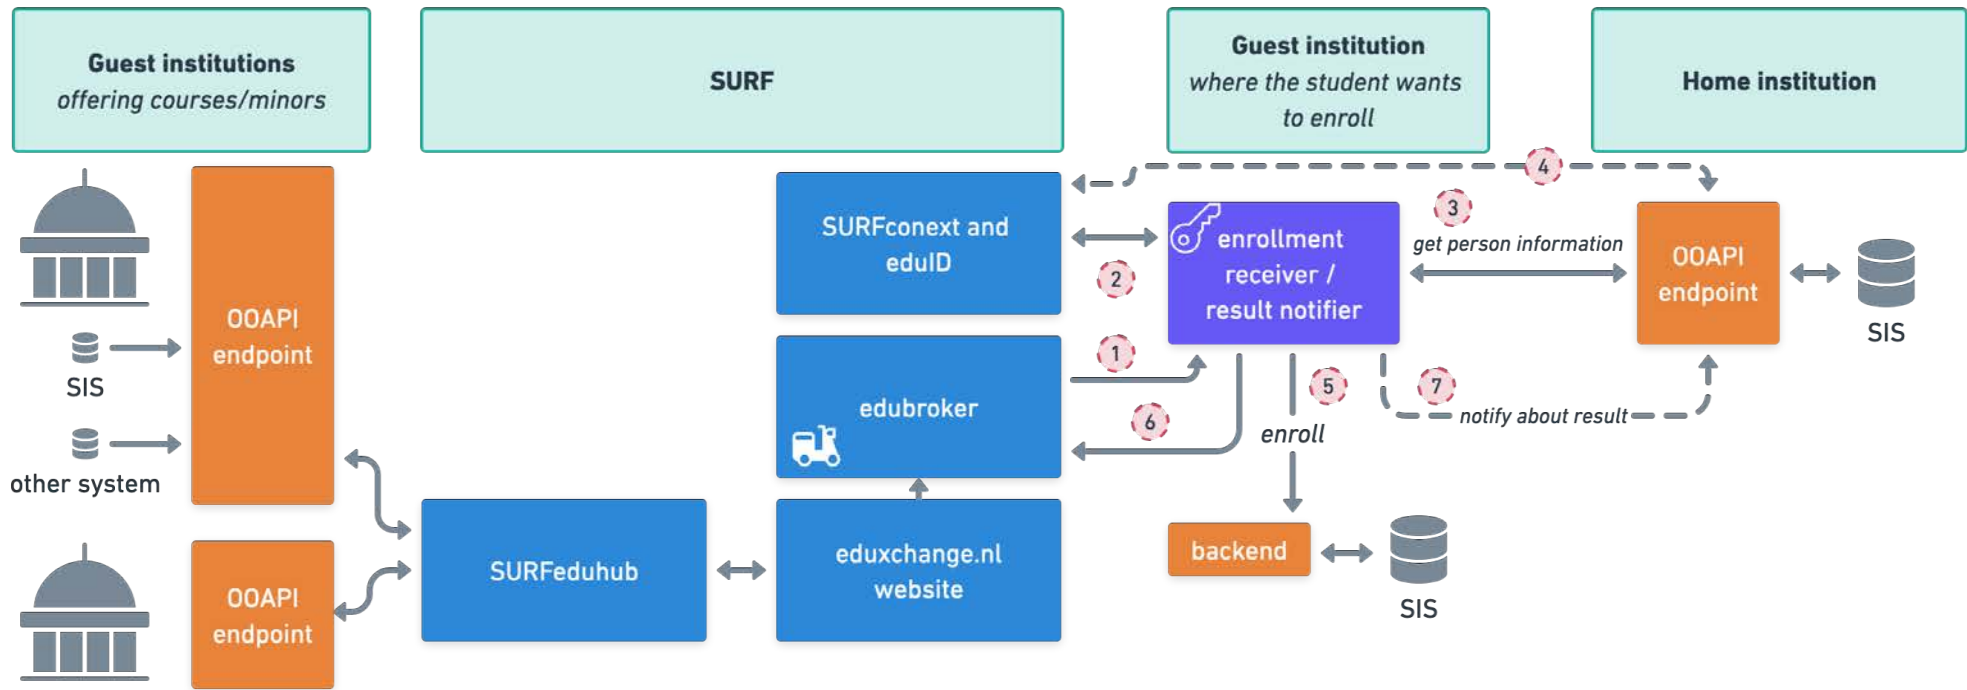 Guest institutions
offering courses/minors
SURF
Guest institution
where the student wants
to enroll
Home institution
OOAPI
endpoint
SIS
other system
OOAPI
endpoint
SURFeduhub
SURFconext and
eduID
edubroker
eduxchange.nl
website
enrollment
receiver /
result notifier
1
2
3
get person information
4
5
enroll
6
7
notify about result
OOAPI
endpoint
SIS
backend
SIS